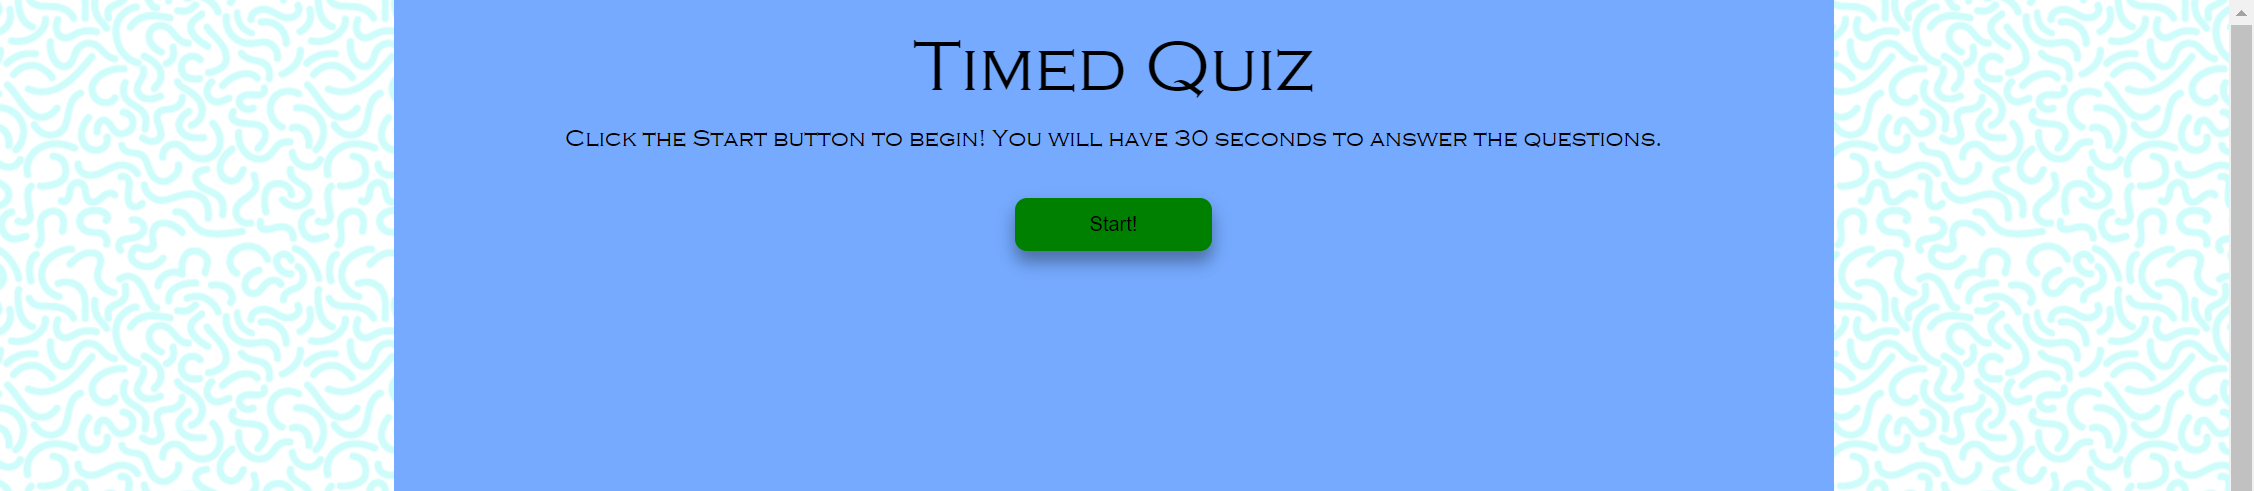 Timed Quiz
Click the Start button to begin! You will have 30 seconds to answer the questions.
Start!